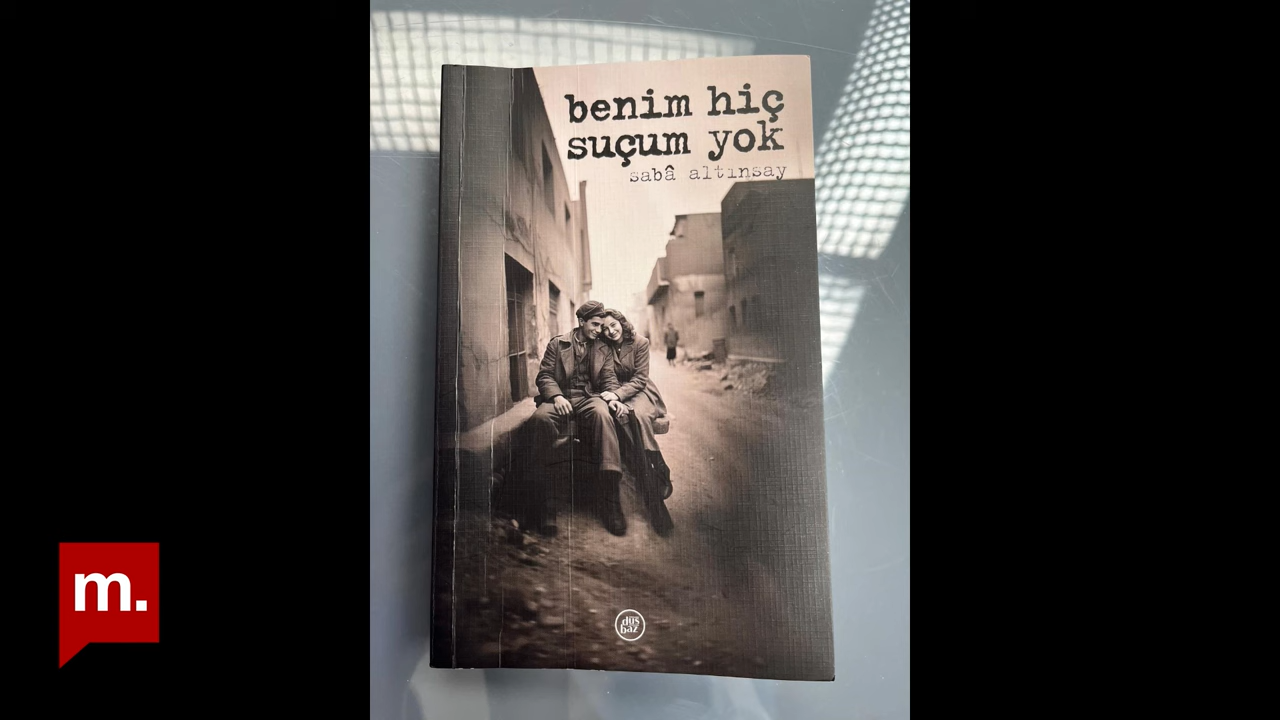 benim hiç
suçum yok
sabâ altınsay
düş
baz
m.